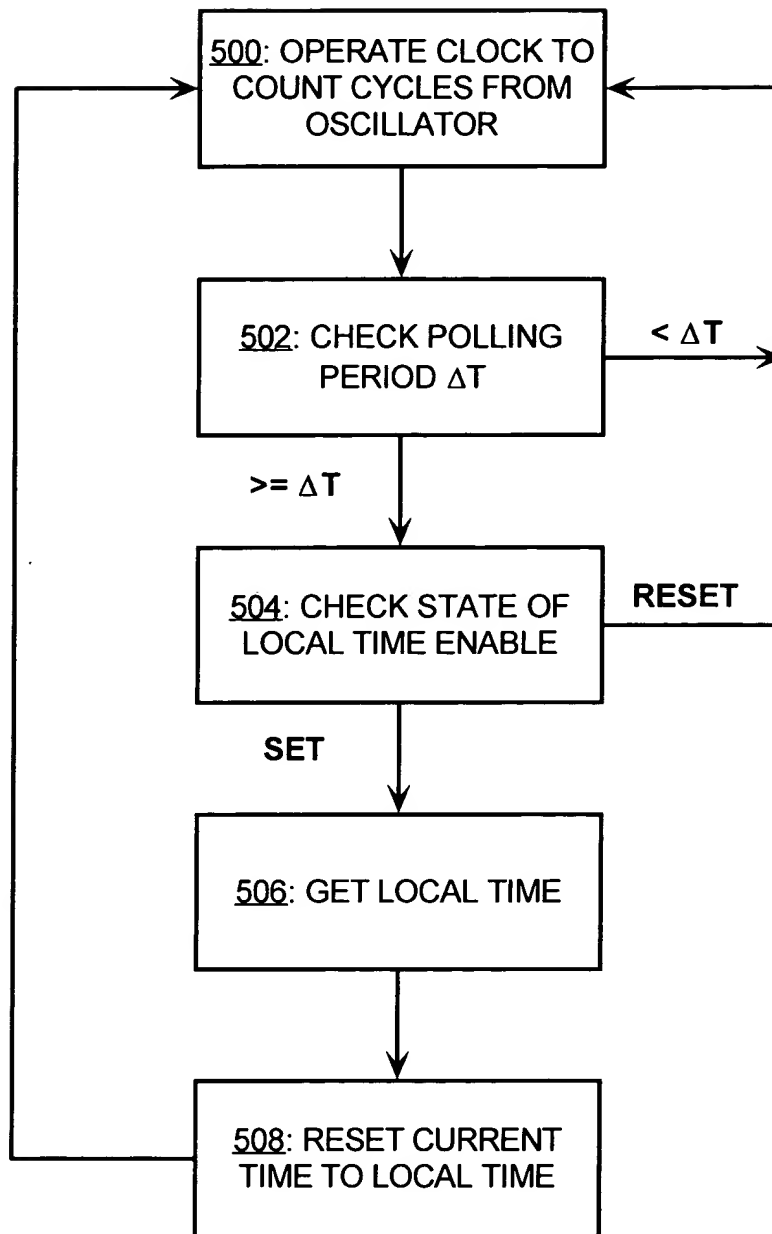 500: OPERATE CLOCK TO
COUNT CYCLES FROM
OSCILLATOR
502: CHECK POLLING
PERIOD ΔT
< ΔT
>= ΔT
504: CHECK STATE OF
LOCAL TIME ENABLE
RESET
SET
506: GET LOCAL TIME
508: RESET CURRENT
TIME TO LOCAL TIME